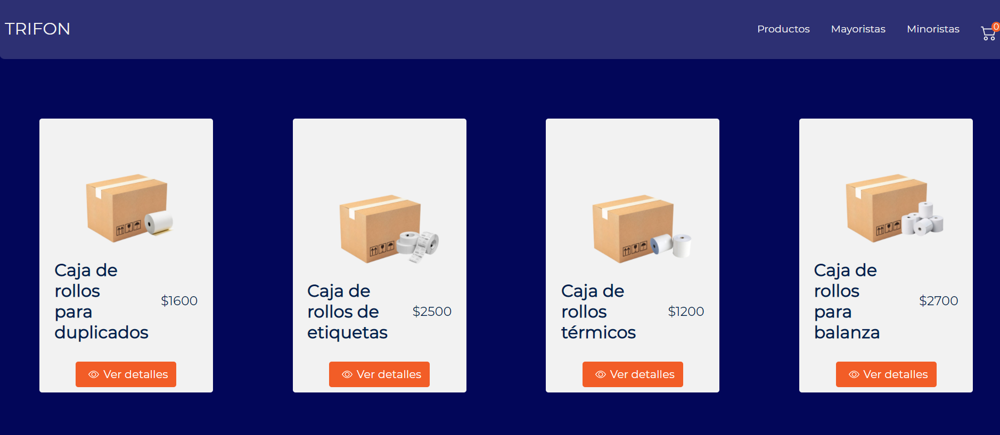 TRIFON
Productos
Mayoristas
Minoristas
0
Caja de
rollos
para
duplicados
$1600
Ver detalles
Caja de
rollos de
etiquetas
$2500
Ver detalles
Caja de
rollos
térmicos
$1200
Ver detalles
Caja de
rollos
para
balanza
$2700
Ver detalles